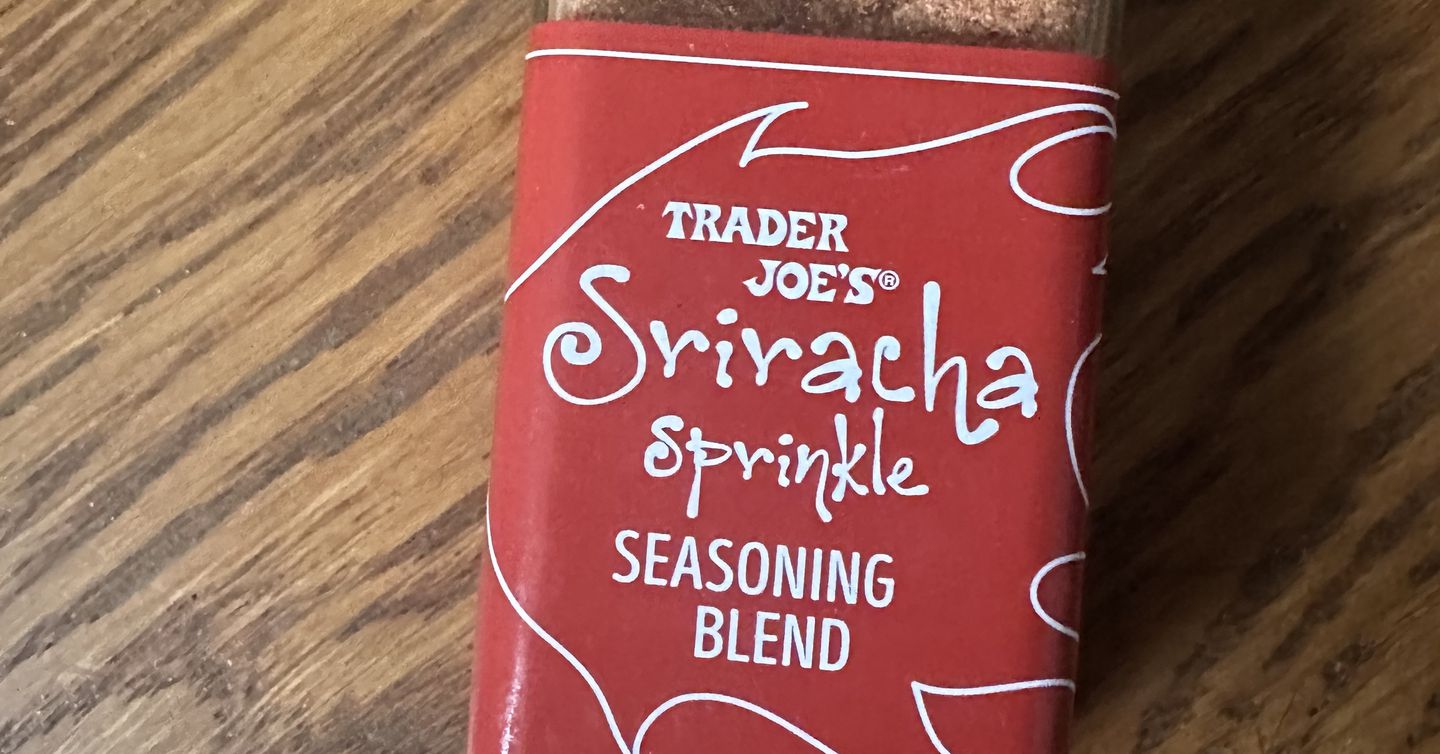 TRADER
JOE'S®
Sriracha
Sprinkle
SEASONING
BLEND